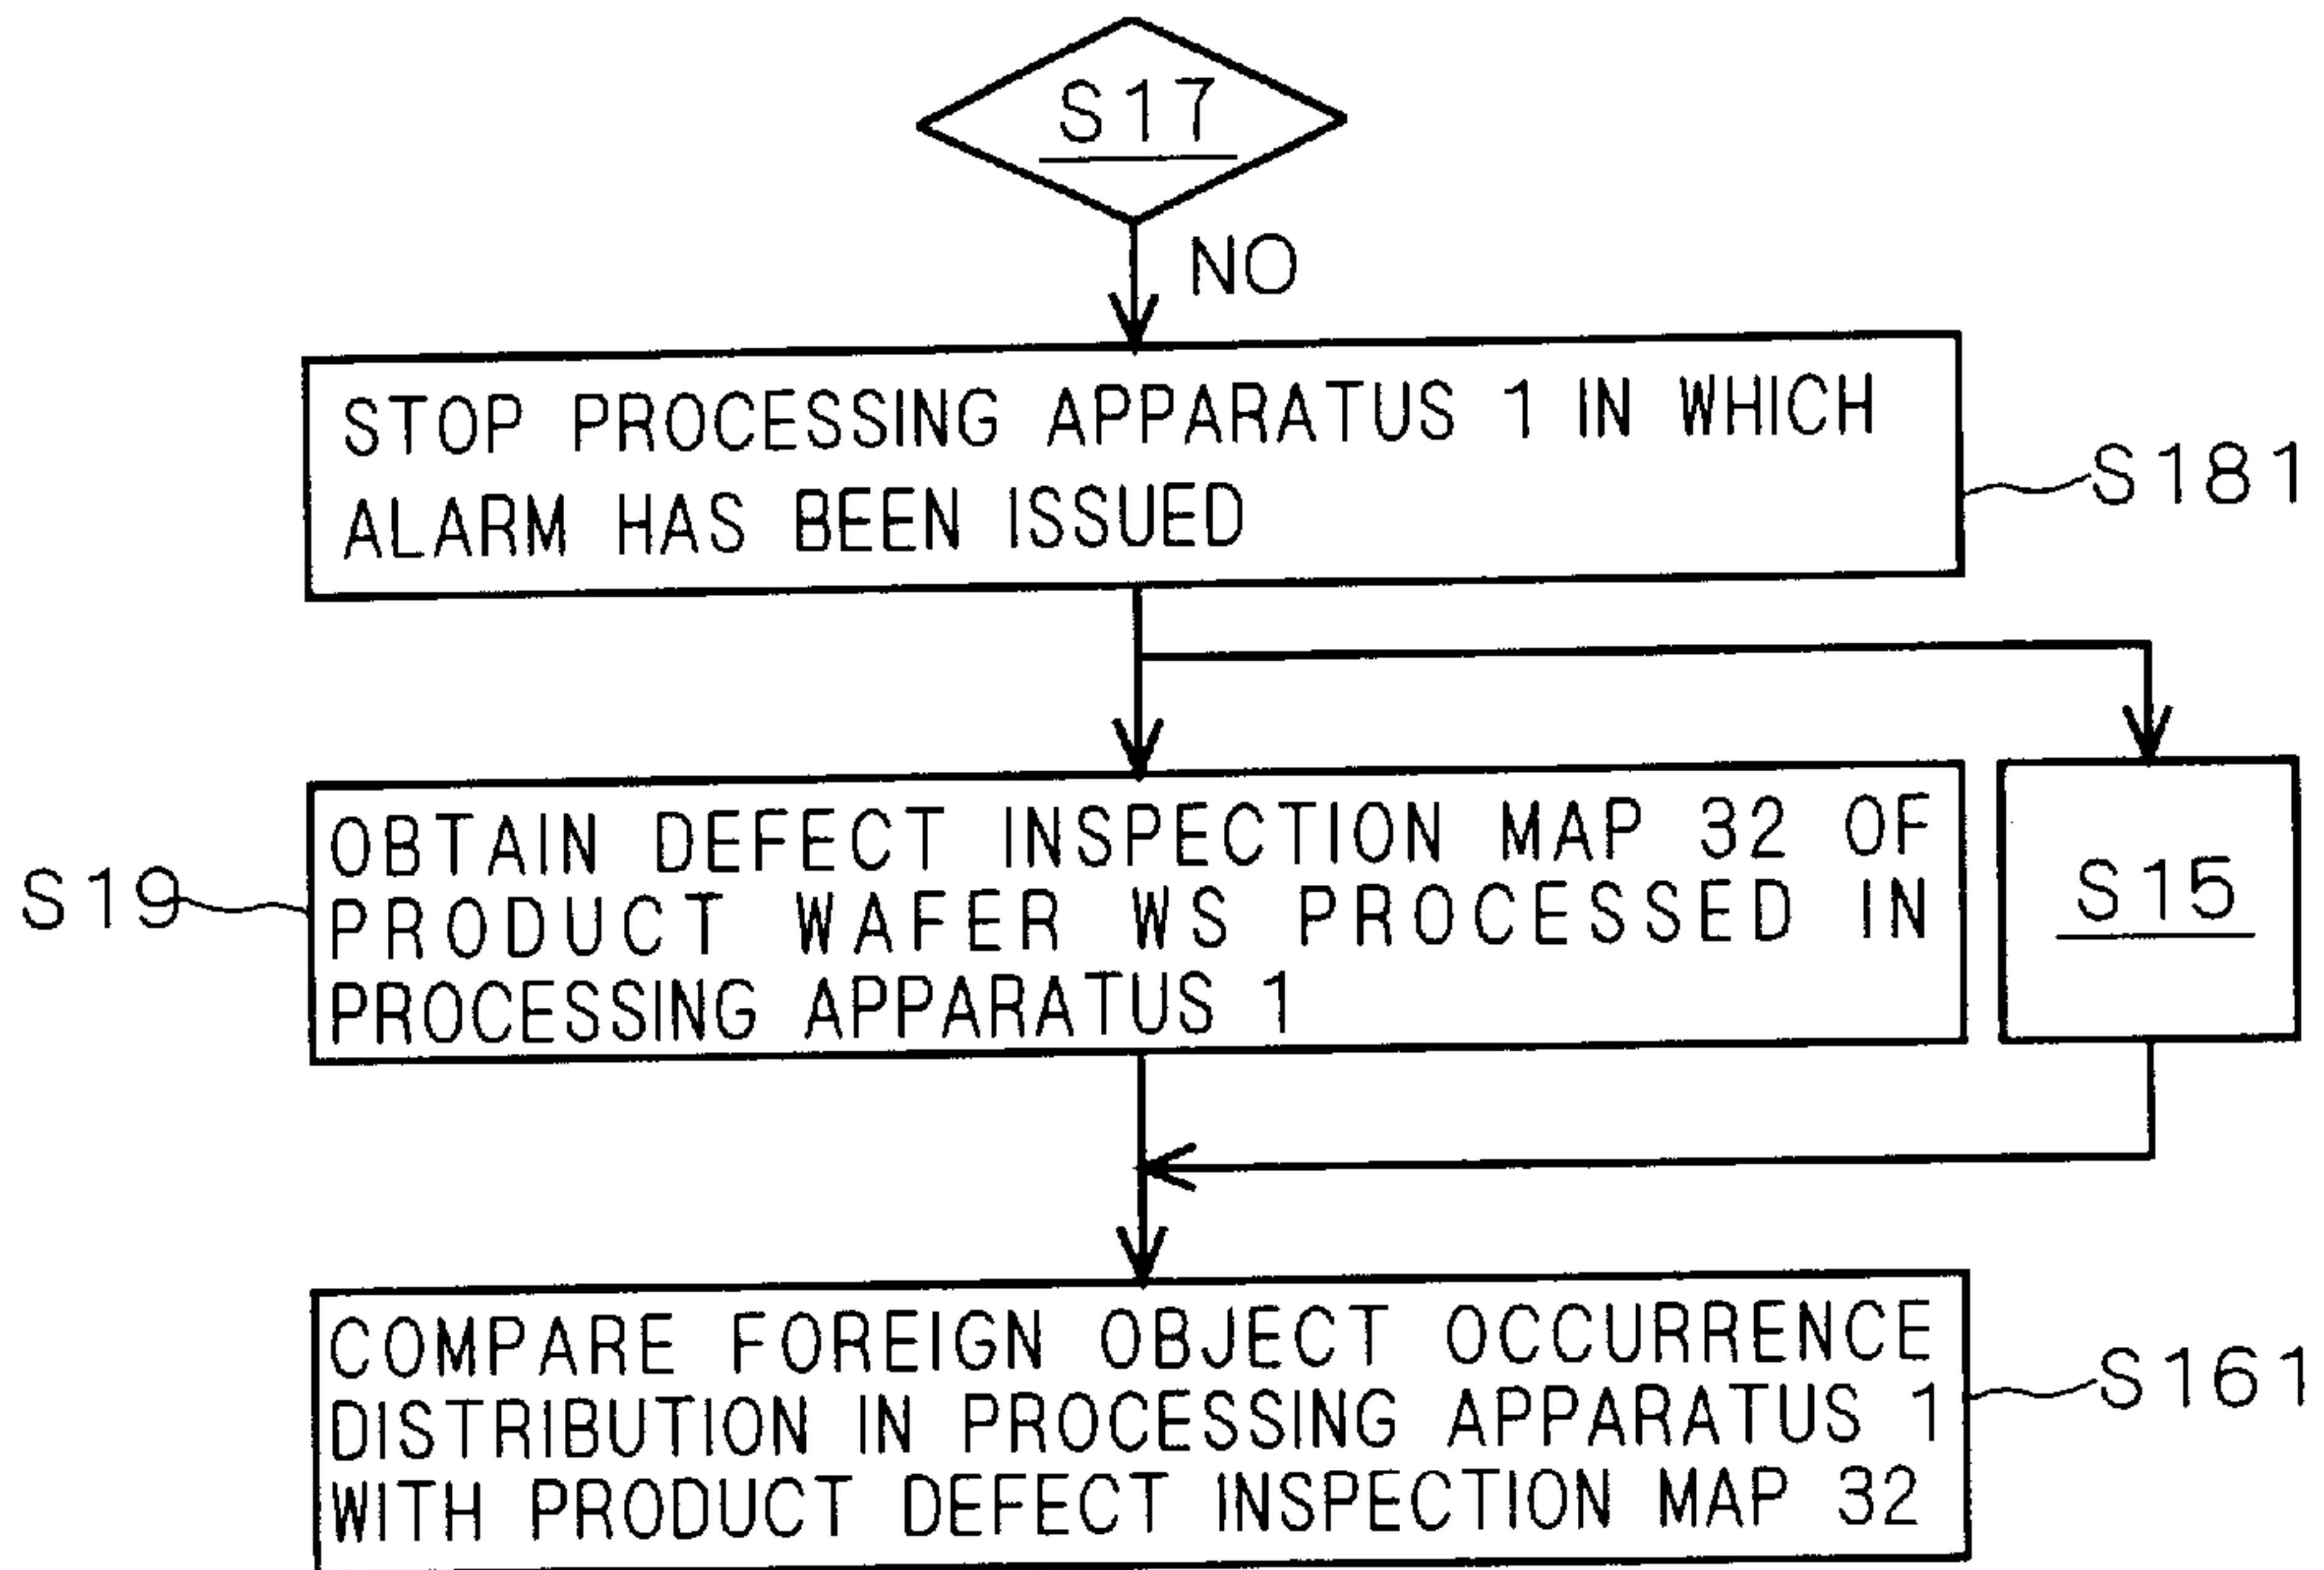 S17
NO
STOP PROCESSING APPARATUS 1 IN WHICH
ALARM HAS BEEN ISSUED
S181
OBTAIN DEFECT INSPECTION MAP 32 OF
PRODUCT WAFER WS PROCESSED IN
PROCESSING APPARATUS 1
S19
S15
COMPARE FOREIGN OBJECT OCCURRENCE
DISTRIBUTION IN PROCESSING APPARATUS 1
WITH PRODUCT DEFECT INSPECTION MAP 32
S161